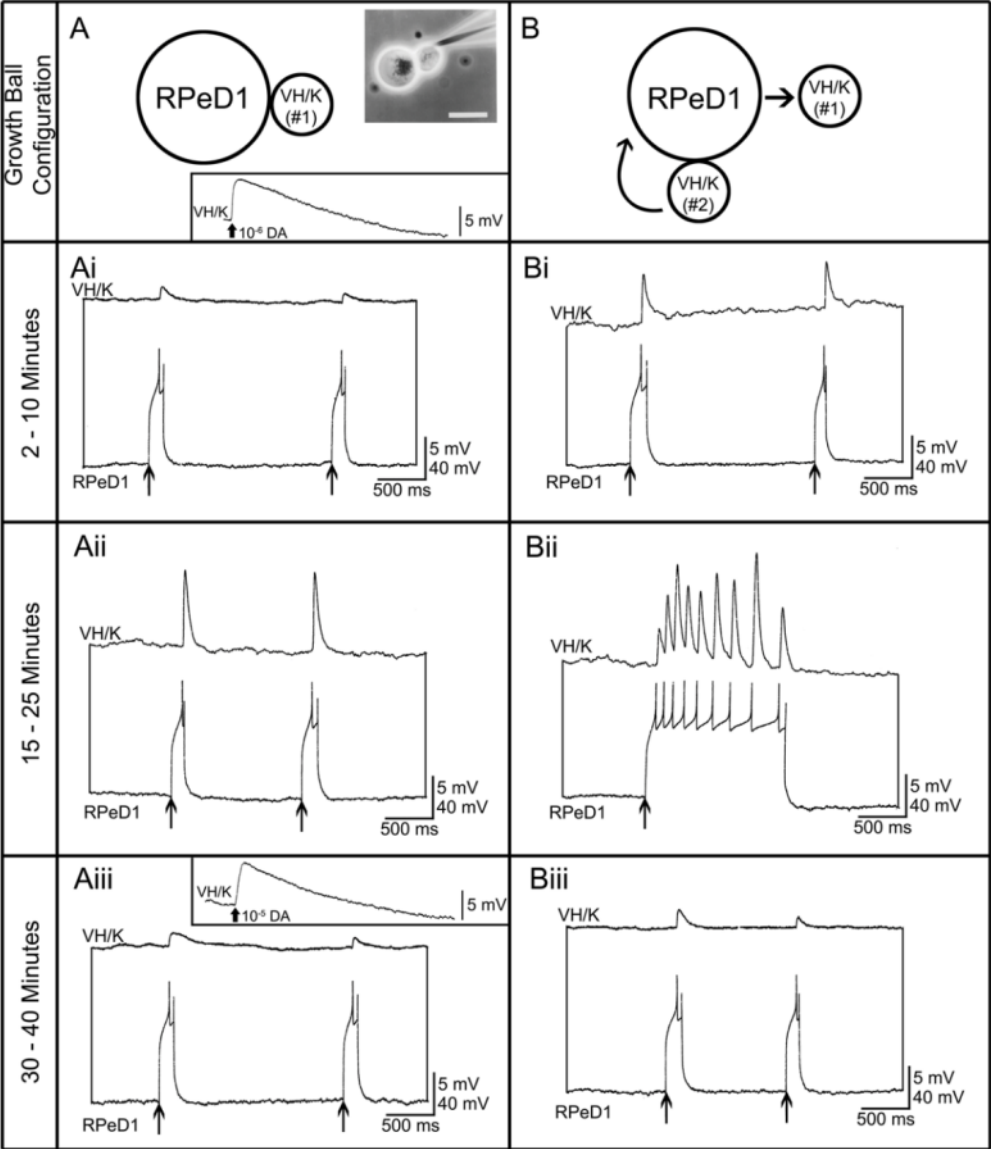 Growth Ball
Configuration
A
RPeD1
VH/K
(#1)
VH/K
10-6 DA
5 mV
B
RPeD1
VH/K
(#1)
VH/K
(#2)
2 - 10 Minutes
Ai
VH/K
RPeD1
5 mV
40 mV
500 ms
Bi
VH/K
RPeD1
5 mV
40 mV
500 ms
15 - 25 Minutes
Aii
VH/K
RPeD1
5 mV
40 mV
500 ms
Bii
VH/K
RPeD1
5 mV
40 mV
500 ms
30 - 40 Minutes
Aiii
VH/K
10-5 DA
5 mV
VH/K
RPeD1
5 mV
40 mV
500 ms
Biii
VH/K
RPeD1
5 mV
40 mV
500 ms